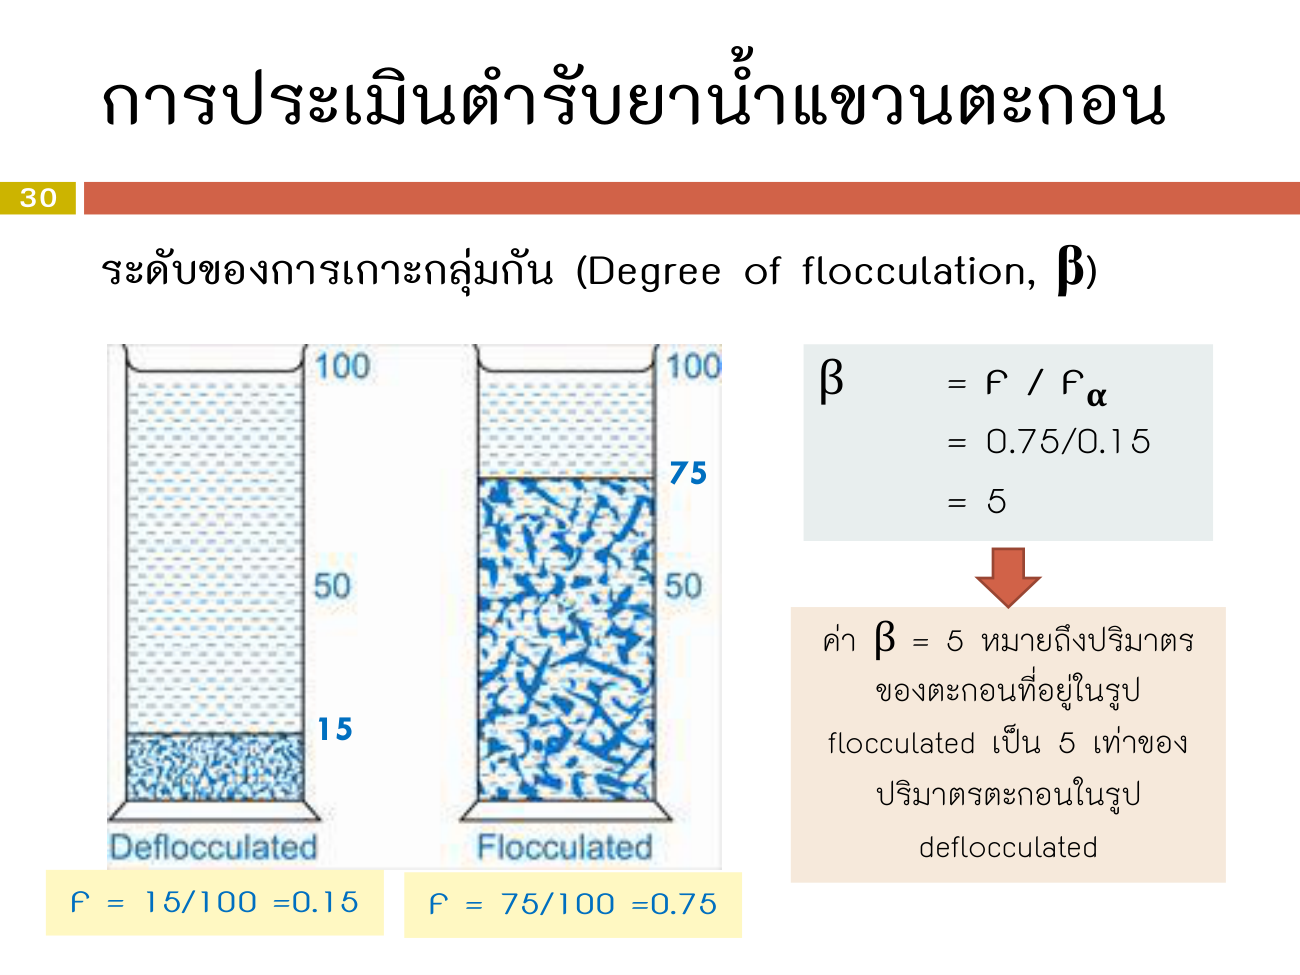 การประเมินตำรับยาน้ำแขวนตะกอน
30
ระดับของการเกาะกลุ่มกัน (Degree of flocculation, β)
100
50
15
Deflocculated
100
75
50
Flocculated
F = 15/100 =0.15
F = 75/100 =0.75
β = F / Fα
= 0.75/0.15
= 5
ค่า β = 5 หมายถึงปริมาตร
ของตะกอนที่อยู่ในรูป
flocculated เป็น 5 เท่าของ
ปริมาตรตะกอนในรูป
deflocculated